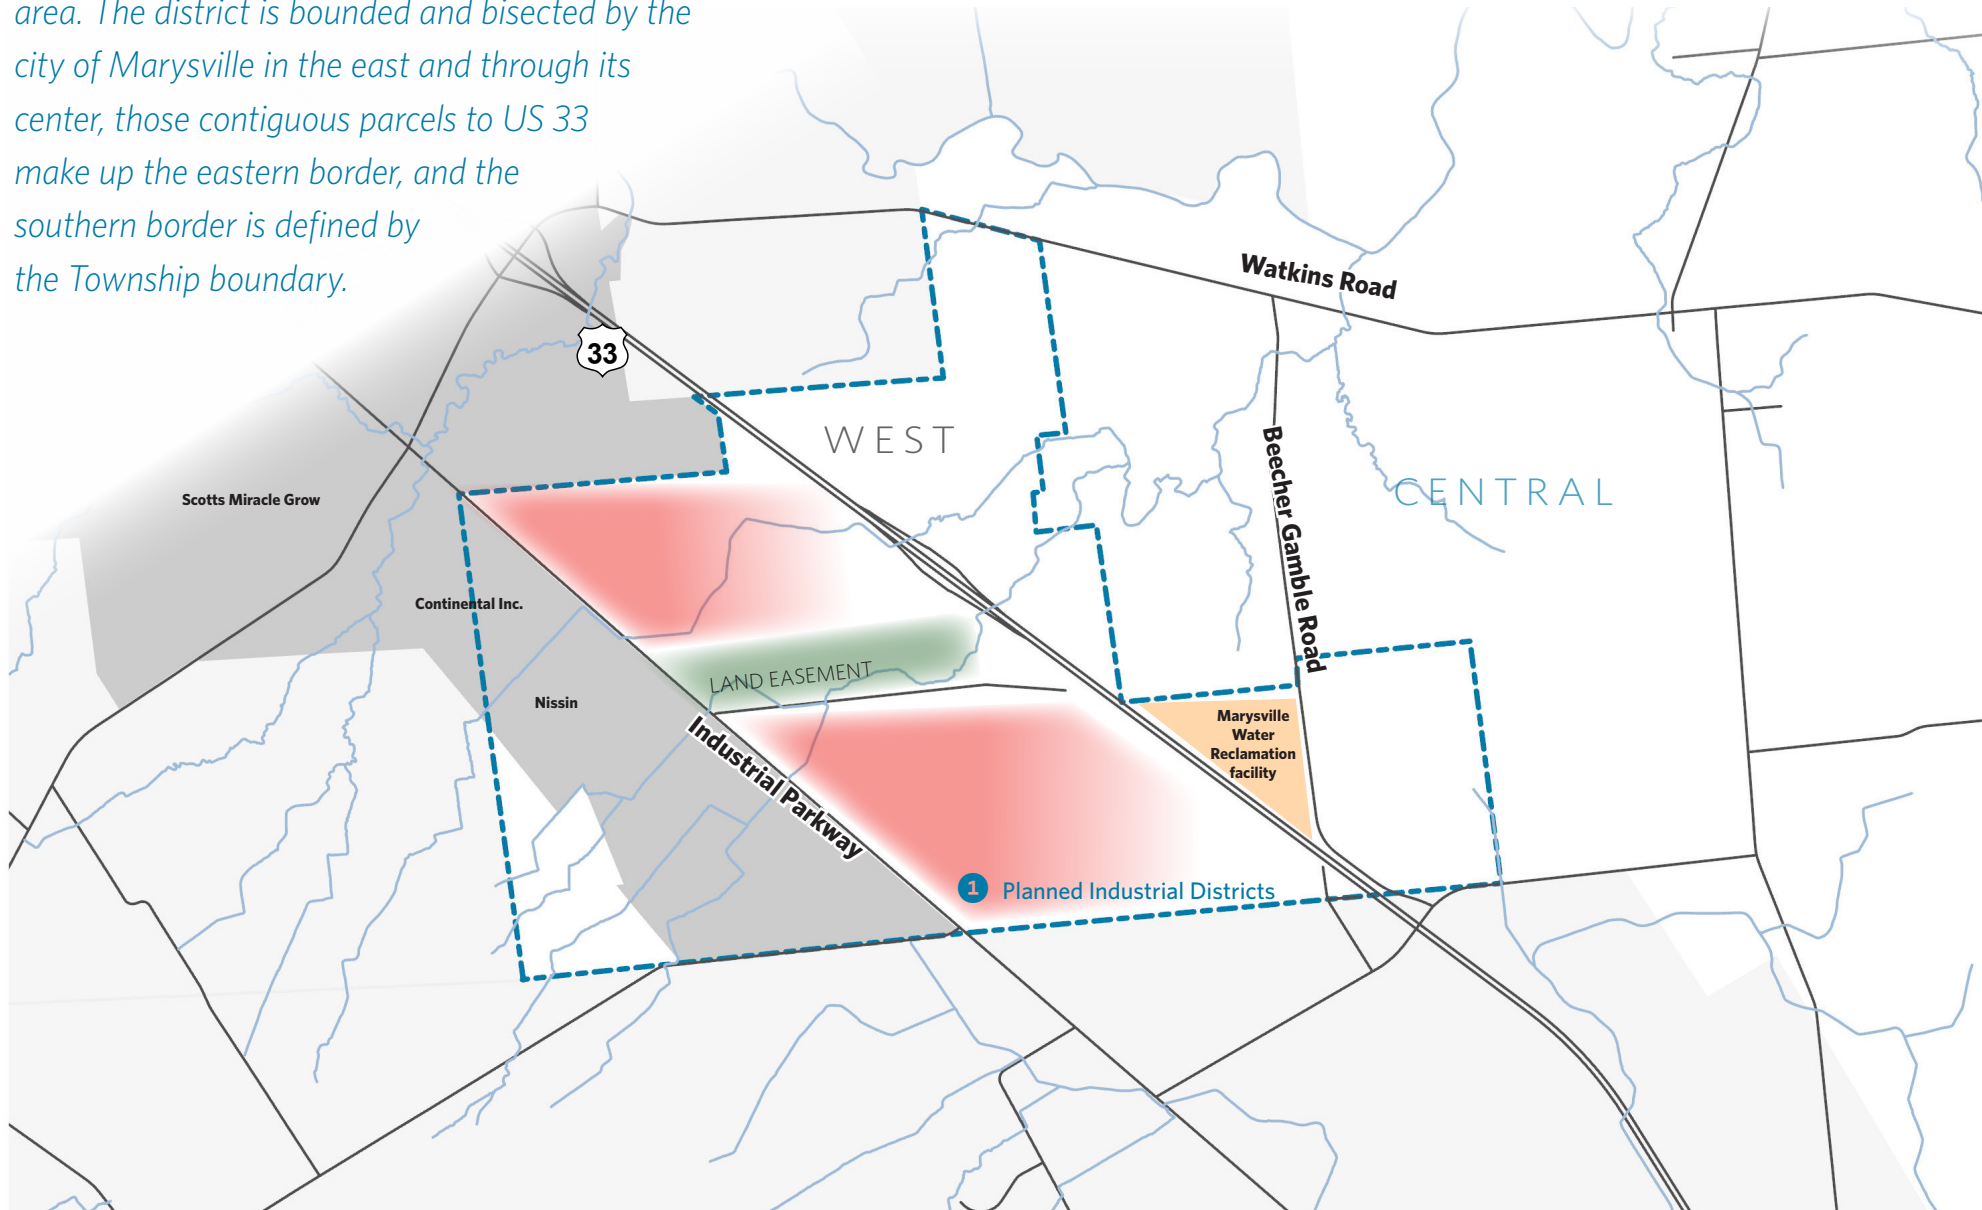 area. The district is bounded and bisected by the
city of Marysville in the east and through its
center, those contiguous parcels to US 33
make up the eastern border, and the
southern border is defined by
the Township boundary.
Watkins Road
33
WEST
Beecher Gamble Road
CENTRAL
Scotts Miracle Grow
Continental Inc.
LAND EASEMENT
Nissin
Industrial Parkway
Marysville
Water
Reclamation
facility
1 Planned Industrial Districts